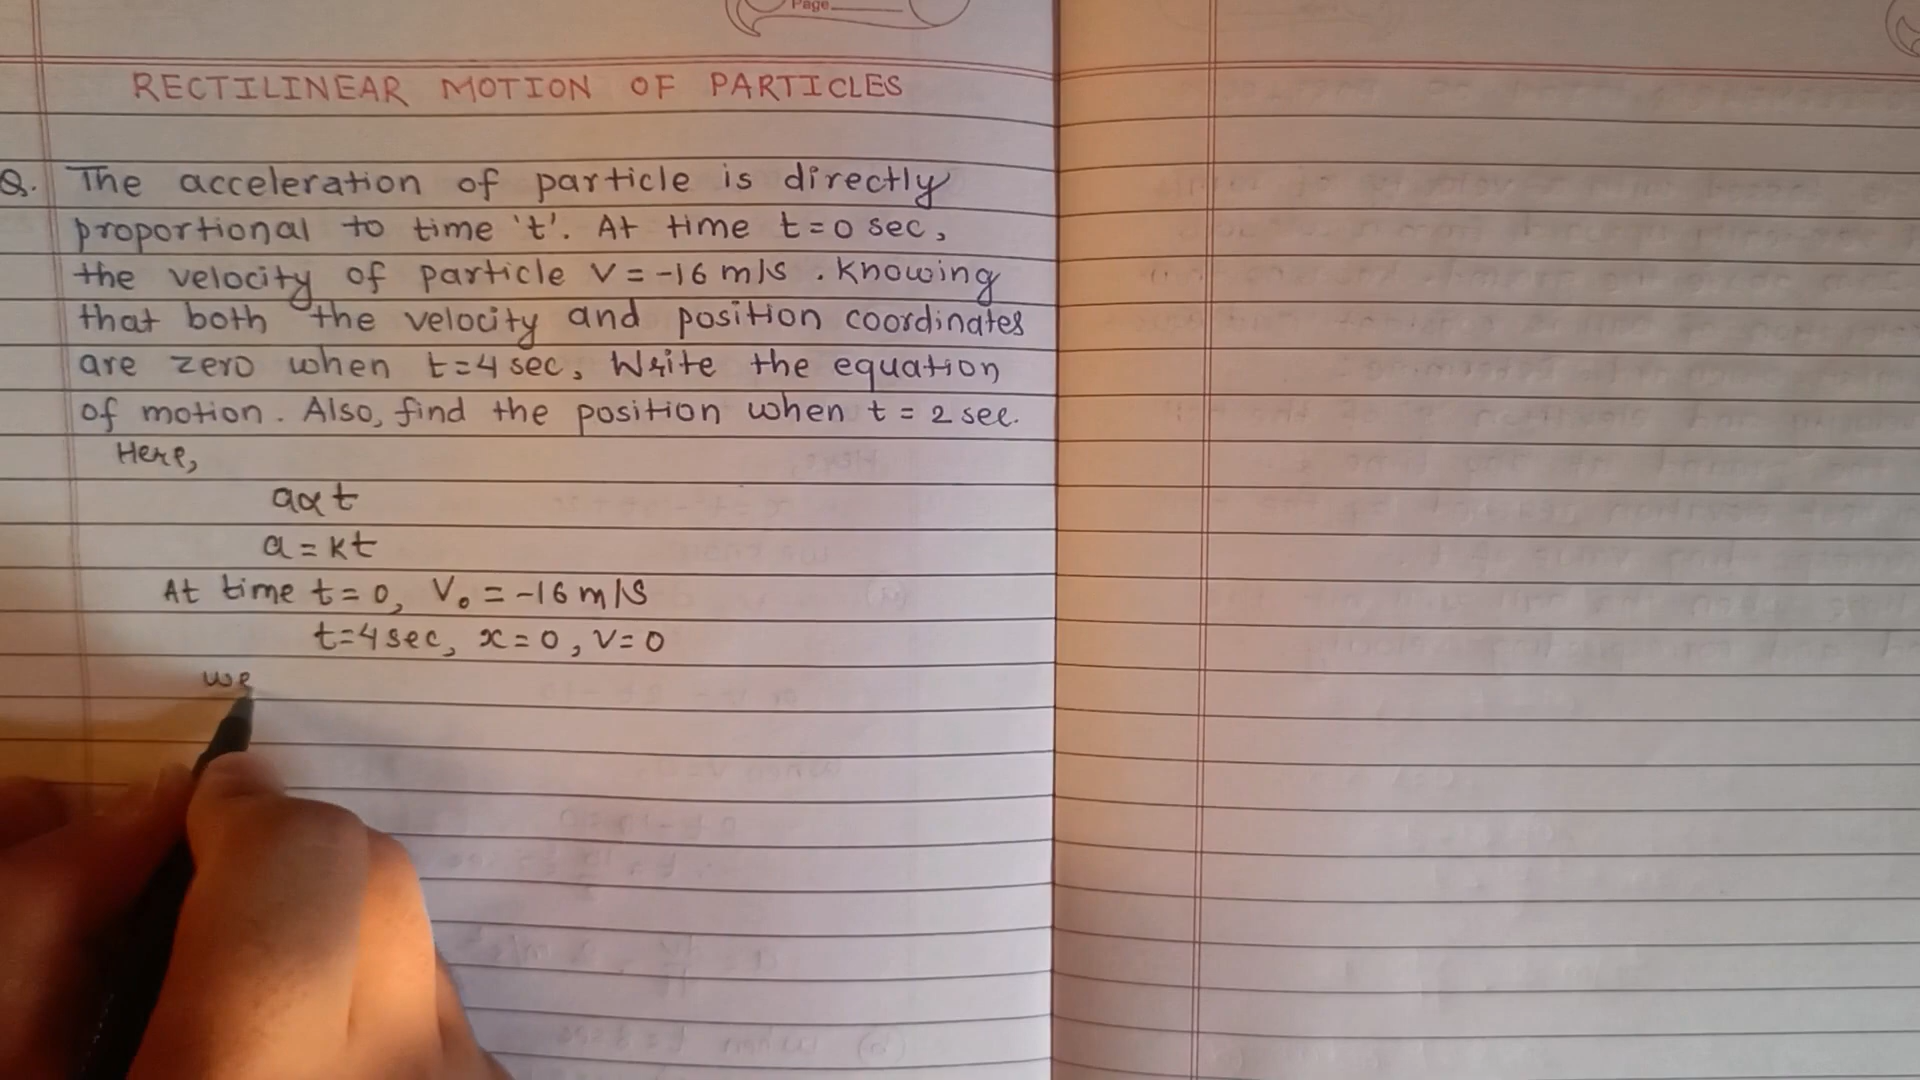 Page
RECTILINEAR MOTION OF PARTICLES
Q. The acceleration of particle is directly
proportional to time 't'. At time t=0 sec,
the velocity of particle v = -16 m/s . Knowing
that both the velocity and position coordinates
are zero when t=4 sec, Write the equation
of motion. Also, find the position when t = 2 sec.
Here,
a α t
a = kt
At time t = 0, V₀ = -16 m/s
t=4 sec, x = 0, v = 0
we